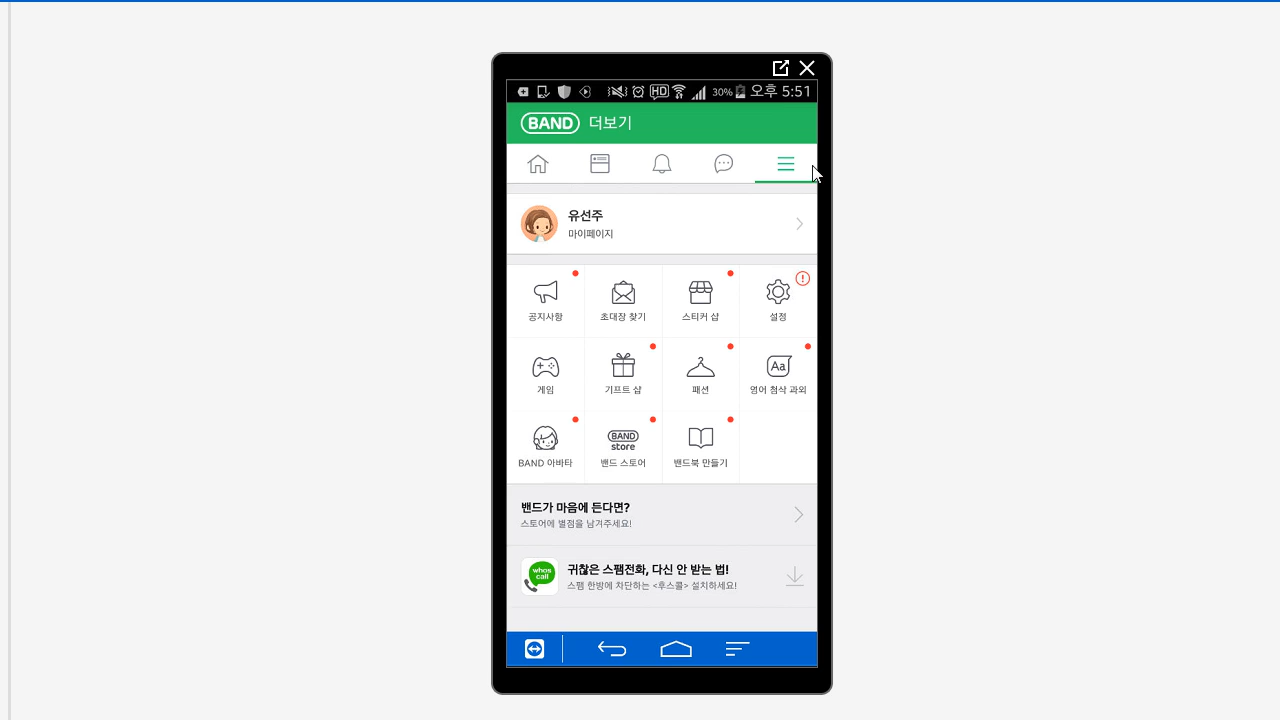 HD 30% 오후 5:51
BAND 더보기
유선주
마이페이지
공지사항 초대장 찾기 스티커 샵 설정
Aa
게임 기프트 샵 패션 영어 첨삭 과외
BAND store
BAND 아바타 밴드 스토어 밴드북 만들기
밴드가 마음에 든다면?
스토어에 별점을 남겨주세요!
whos call
귀찮은 스팸전화, 다신 안 받는 법!
스팸 한방에 차단하는 <후스콜> 설치하세요!